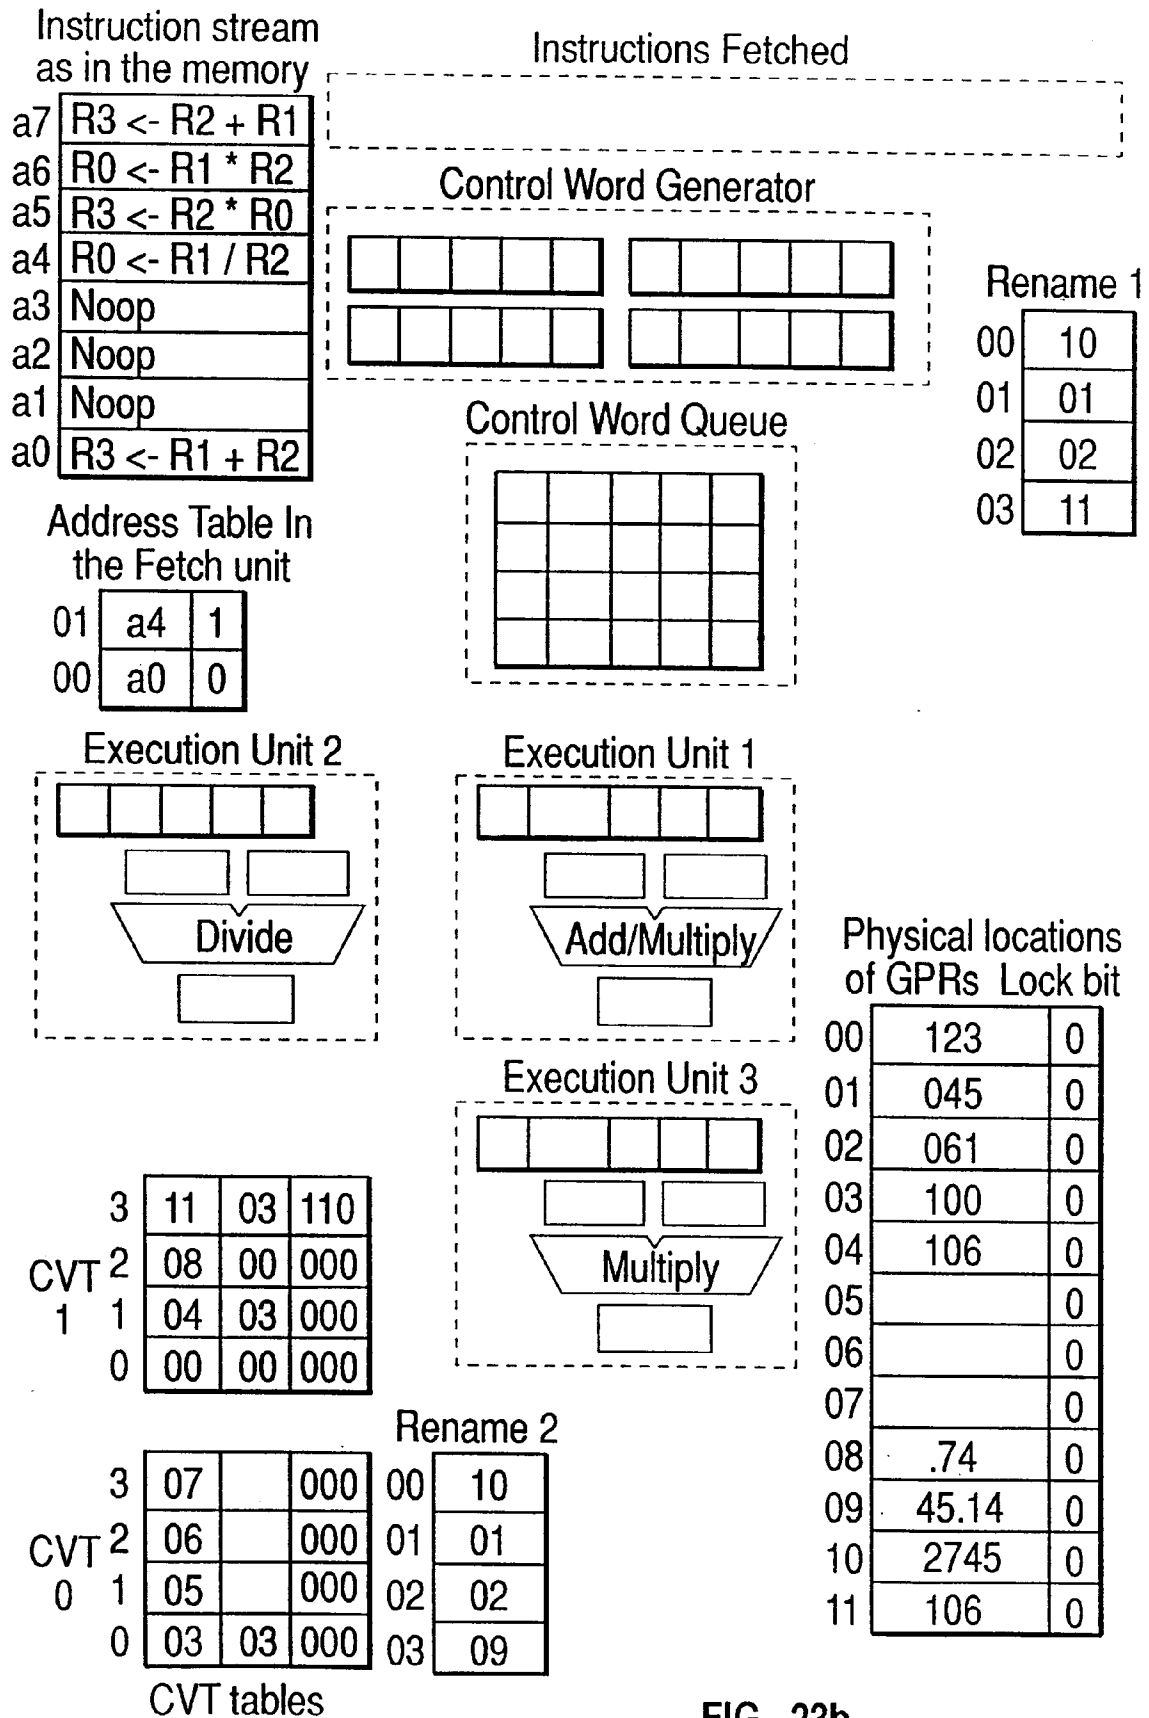 Instruction stream
as in the memory
a7 R3 <- R2 + R1
a6 R0 <- R1 * R2
a5 R3 <- R2 * R0
a4 R0 <- R1 / R2
a3 Noop
a2 Noop
a1 Noop
a0 R3 <- R1 + R2
Instructions Fetched
Control Word Generator
Control Word Queue
Rename 1
00 10
01 01
02 02
03 11
Address Table In
the Fetch unit
01 a4 1
00 a0 0
Execution Unit 2
Divide
Execution Unit 1
Add/Multiply
Execution Unit 3
Multiply
Physical locations
of GPRs Lock bit
00 123 0
01 045 0
02 061 0
03 100 0
04 106 0
05 0
06 0
07 0
08 .74 0
09 45.14 0
10 2745 0
11 106 0
CVT
1
3 11 03 110
2 08 00 000
1 04 03 000
0 00 00 000
CVT
0
3 07 000
2 06 000
1 05 000
0 03 03 000
CVT tables
Rename 2
00 10
01 01
02 02
03 09
FIG. 23b